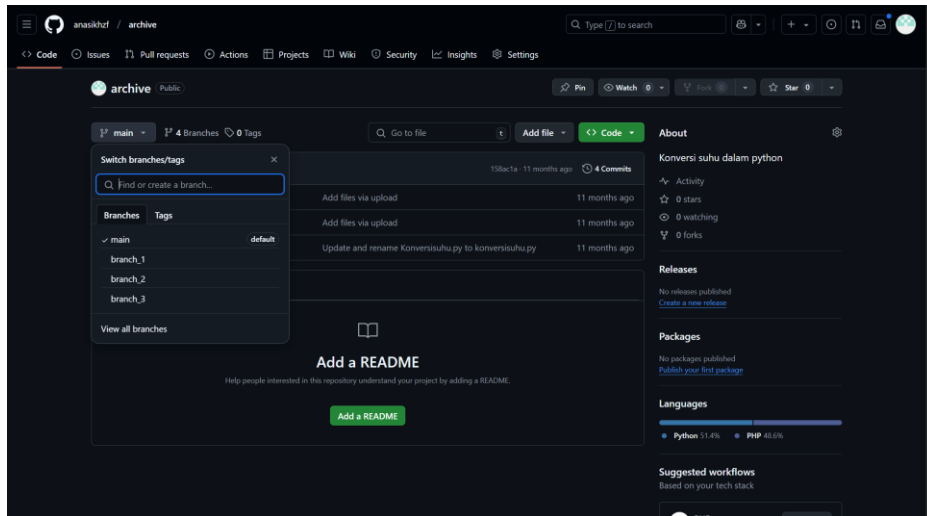 anasikhzf / archive
Type / to search
Code Issues Pull requests Actions Projects Wiki Security Insights Settings
archive Public
Pin Watch 0 Fork 0 Star 0
main 4 Branches 0 Tags
Go to file t Add file Code
Switch branches/tags
Find or create a branch...
Branches Tags
main default
branch_1
branch_2
branch_3
View all branches
158ac1a · 11 months ago 4 Commits
Add files via upload 11 months ago
Add files via upload 11 months ago
Update and rename Konversisuhu.py to konversisuhu.py 11 months ago
Add a README
Help people interested in this repository understand your project by adding a README.
Add a README
About
Konversi suhu dalam python
Activity
0 stars
0 watching
0 forks
Releases
No releases published
Create a new release
Packages
No packages published
Publish your first package
Languages
Python 51.4% PHP 48.6%
Suggested workflows
Based on your tech stack